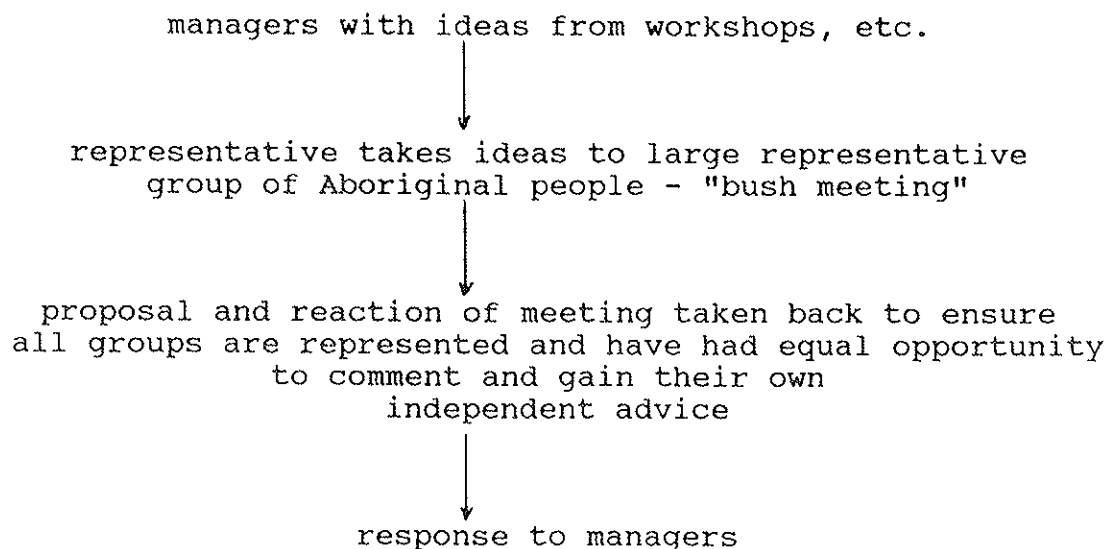 managers with ideas from workshops, etc.
representative takes ideas to large representative
group of Aboriginal people - "bush meeting"
proposal and reaction of meeting taken back to ensure
all groups are represented and have had equal opportunity
to comment and gain their own
independent advice
response to managers